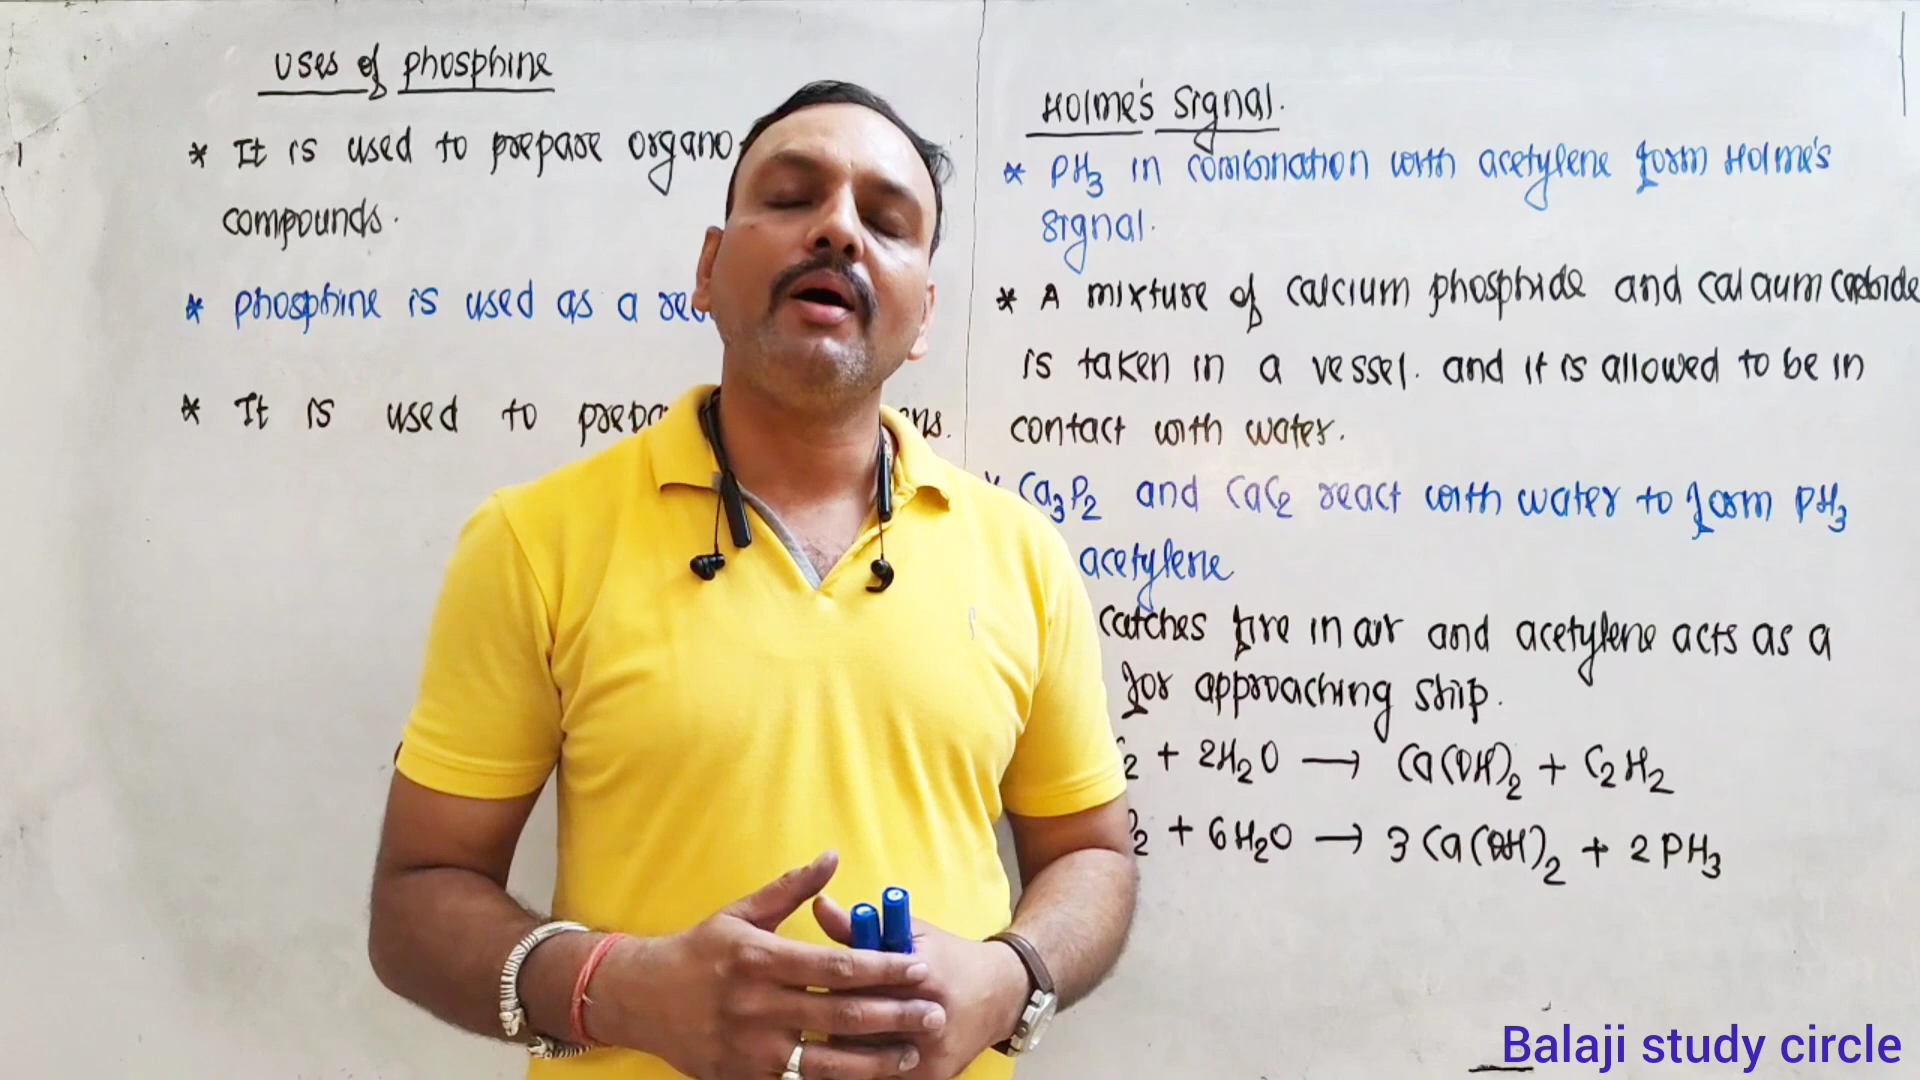 Uses of phosphine
* It is used to prepare organo
compounds.
* phosphine is used as a
* It is used to
Holme's Signal.
* PH3 in combination with acetylene form Holme's
signal.
* A mixture of calcium phosphide and calcium carbide
is taken in a vessel. and it is allowed to be in
contact with water.
Ca3P2 and CaC2 react with water to form PH3
acetylene
catches fire in air and acetylene acts as a
for approaching ship.
2 + 2H2O → Ca(OH)2 + C2H2
P2 + 6H2O → 3Ca(OH)2 + 2PH3
Balaji study circle